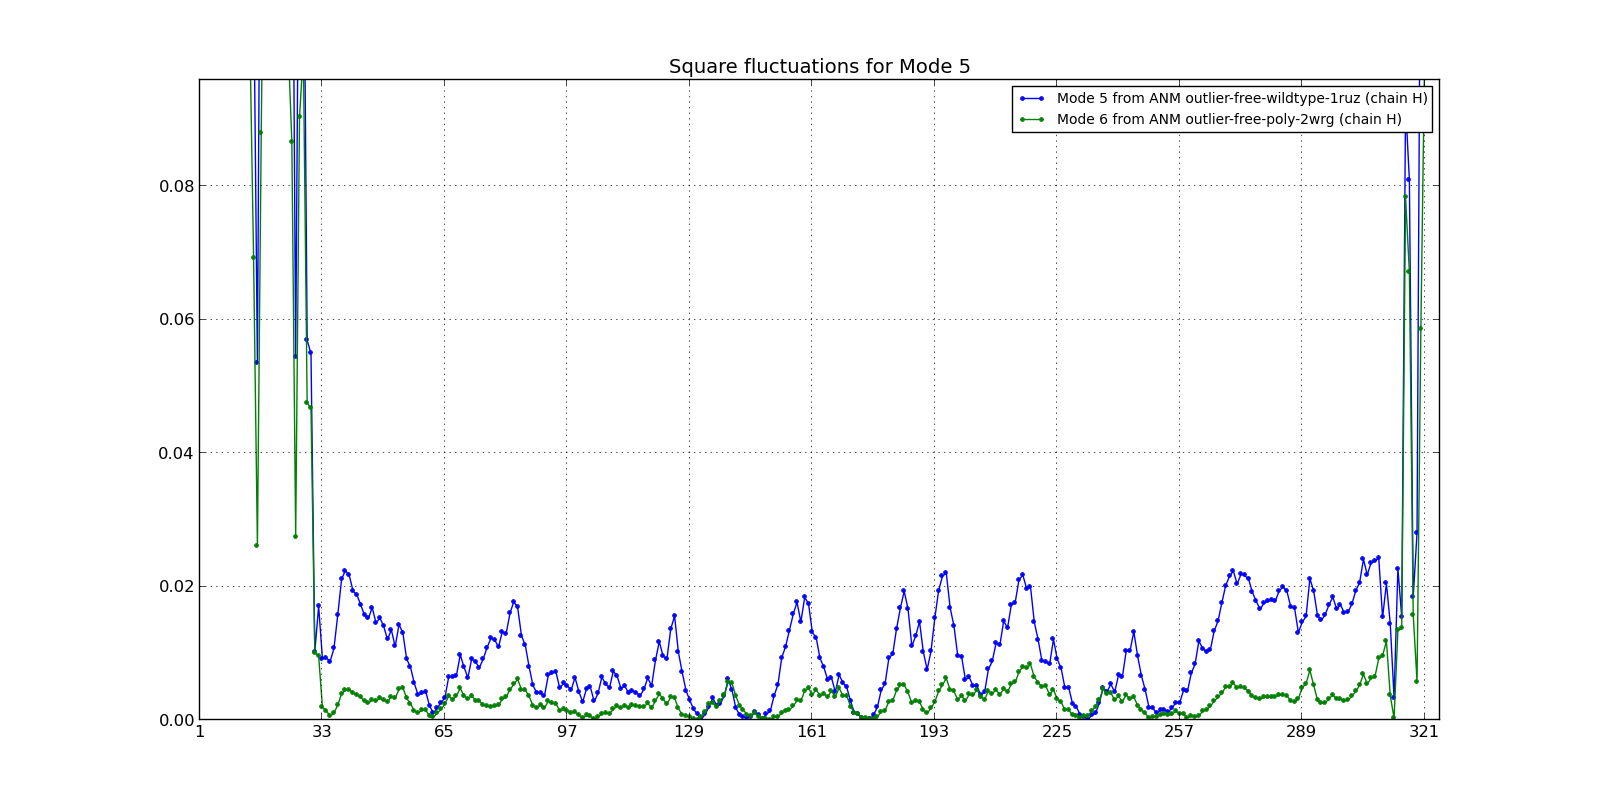 Square fluctuations for Mode 5
Mode 5 from ANM outlier-free-wildtype-1ruz (chain H)
Mode 6 from ANM outlier-free-poly-2wrg (chain H)
0.08
0.06
0.04
0.02
0.00
1 33 65 97 129 161 193 225 257 289 321